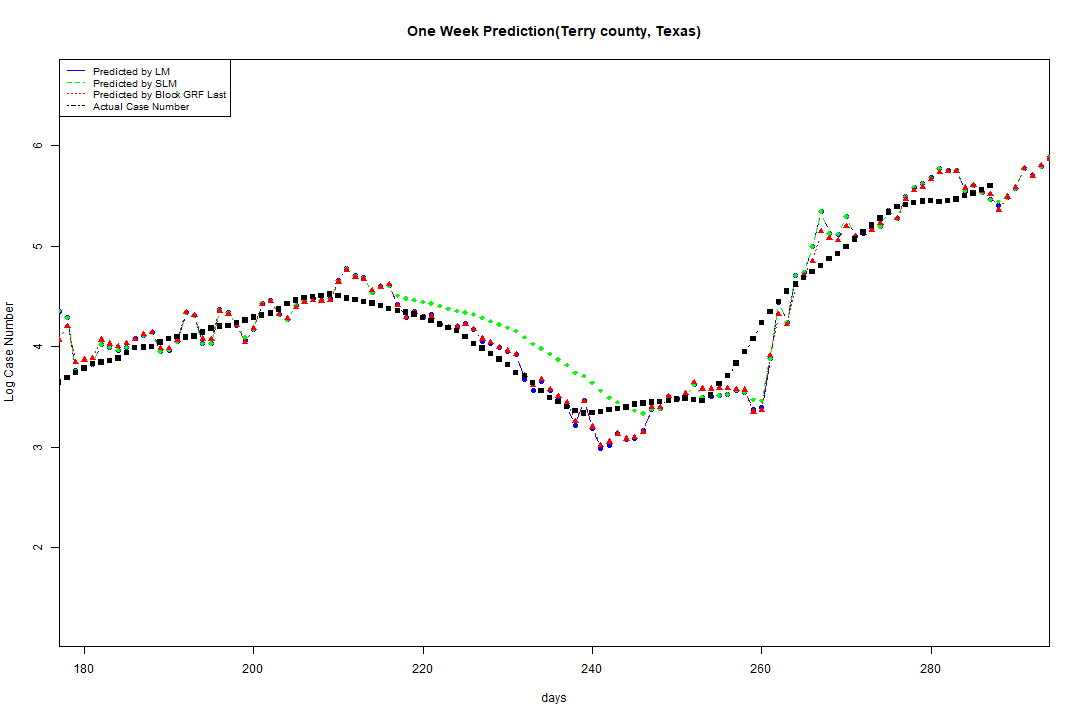 One Week Prediction(Terry county, Texas)
Predicted by LM
Predicted by SLM
Predicted by Block GRF Last
Actual Case Number
6
5
4
3
2
Log Case Number
180 200 220 240 260 280
days